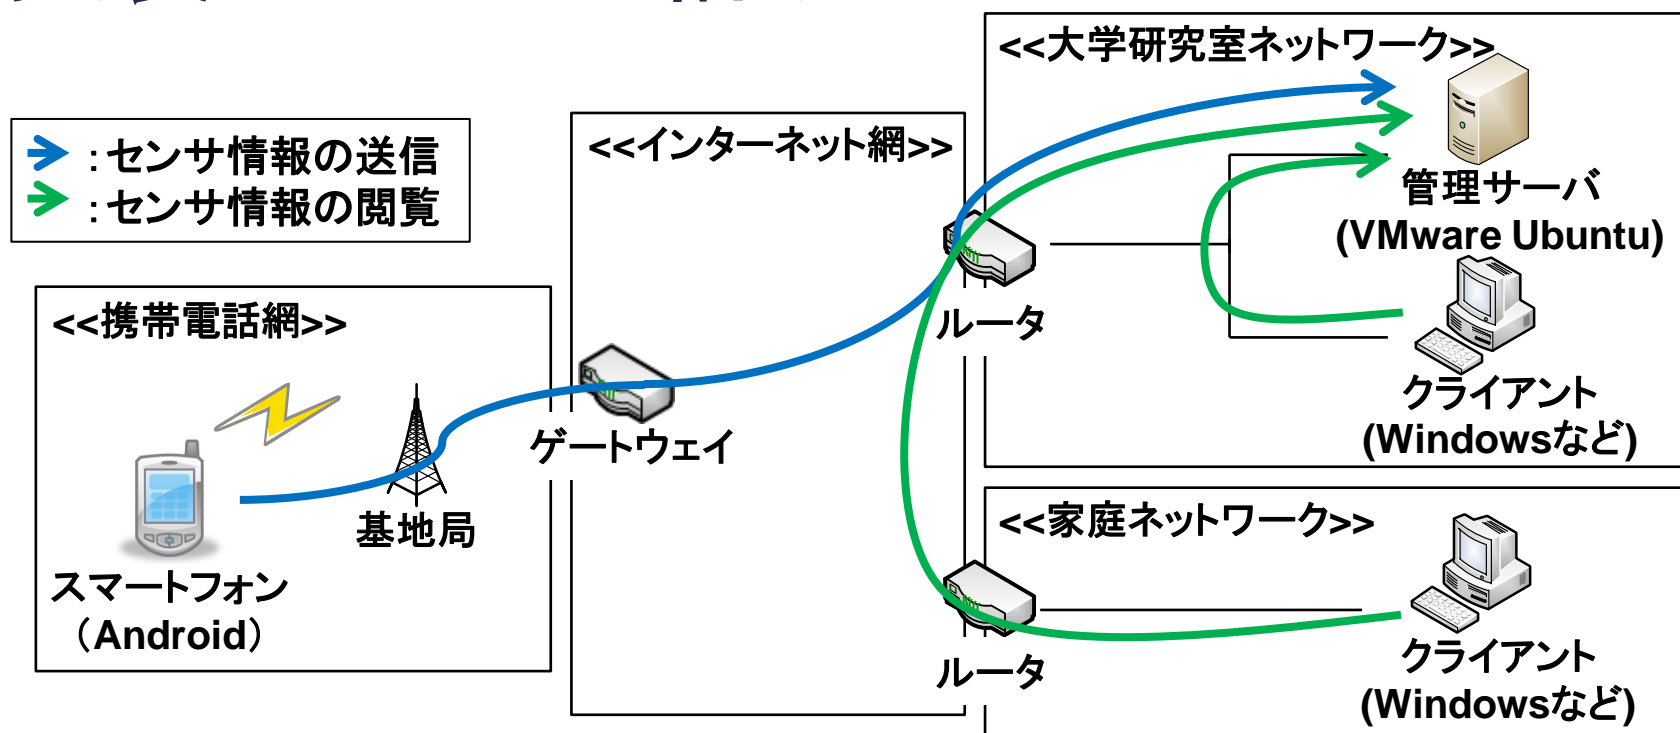 <<大学研究室ネットワーク>>
:センサ情報の送信
:センサ情報の閲覧
<<インターネット網>>
管理サーバ
(VMware Ubuntu)
<<携帯電話網>>
ルータ
クライアント
(Windowsなど)
ゲートウェイ
基地局
スマートフォン
（Android）
<<家庭ネットワーク>>
ルータ
クライアント
(Windowsなど)